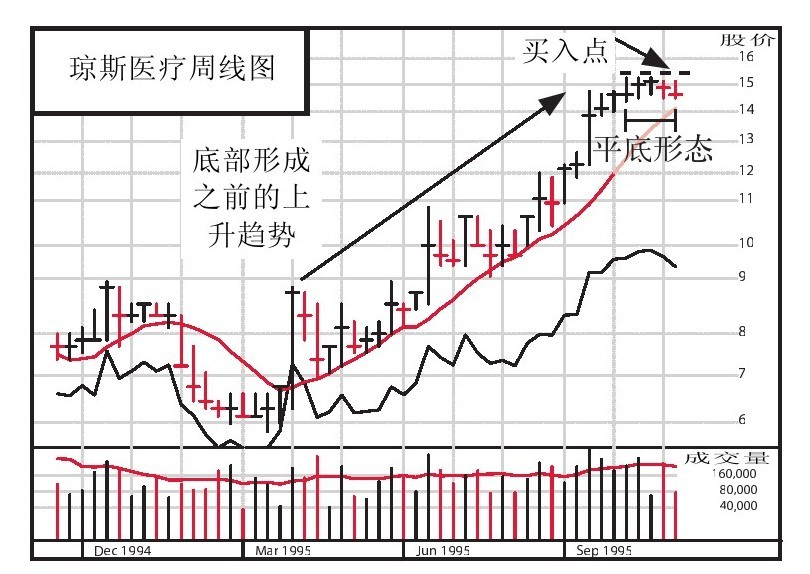 琼斯医疗周线图
买入点
股价
16
15
14
13
12
11
10
9
8
7
6
平底形态
底部形成
之前的上
升趋势
成交量
160,000
80,000
40,000
Dec 1994
Mar 1995
Jun 1995
Sep 1995